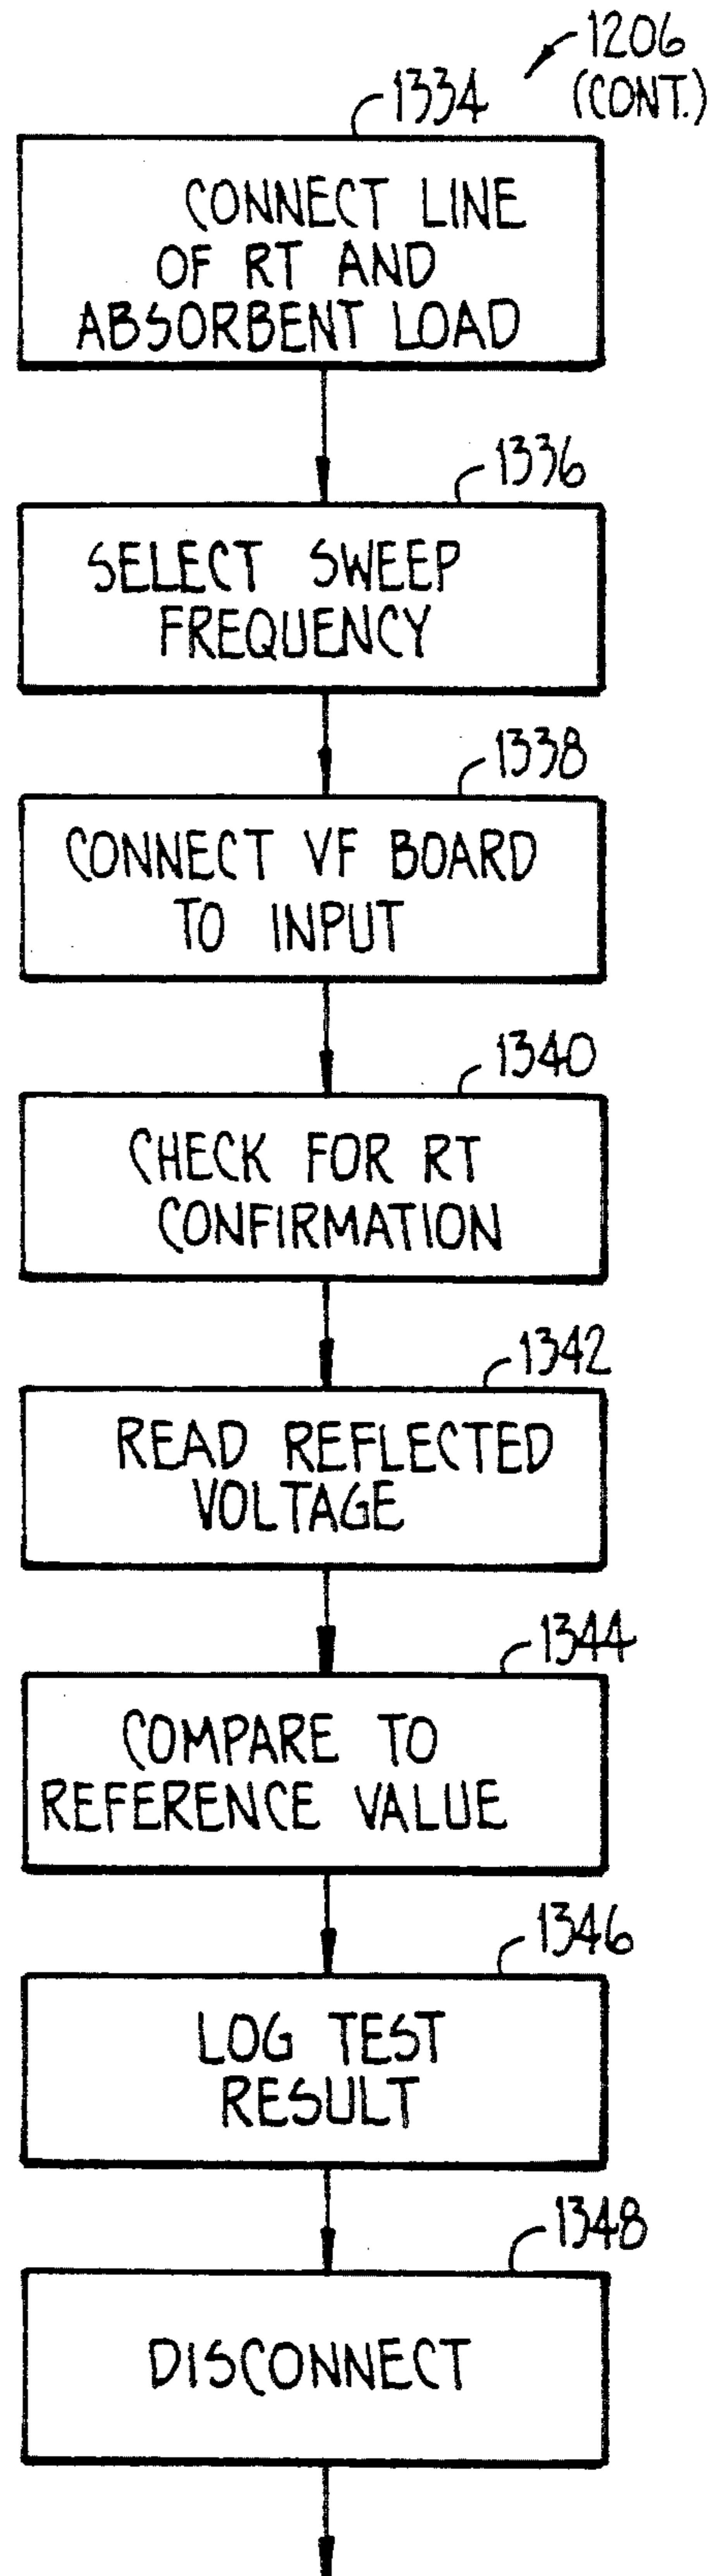 1206
(CONT.)
1334
CONNECT LINE
OF RT AND
ABSORBENT LOAD
1336
SELECT SWEEP
FREQUENCY
1338
CONNECT VF BOARD
TO INPUT
1340
CHECK FOR RT
CONFIRMATION
1342
READ REFLECTED
VOLTAGE
1344
COMPARE TO
REFERENCE VALUE
1346
LOG TEST
RESULT
1348
DISCONNECT